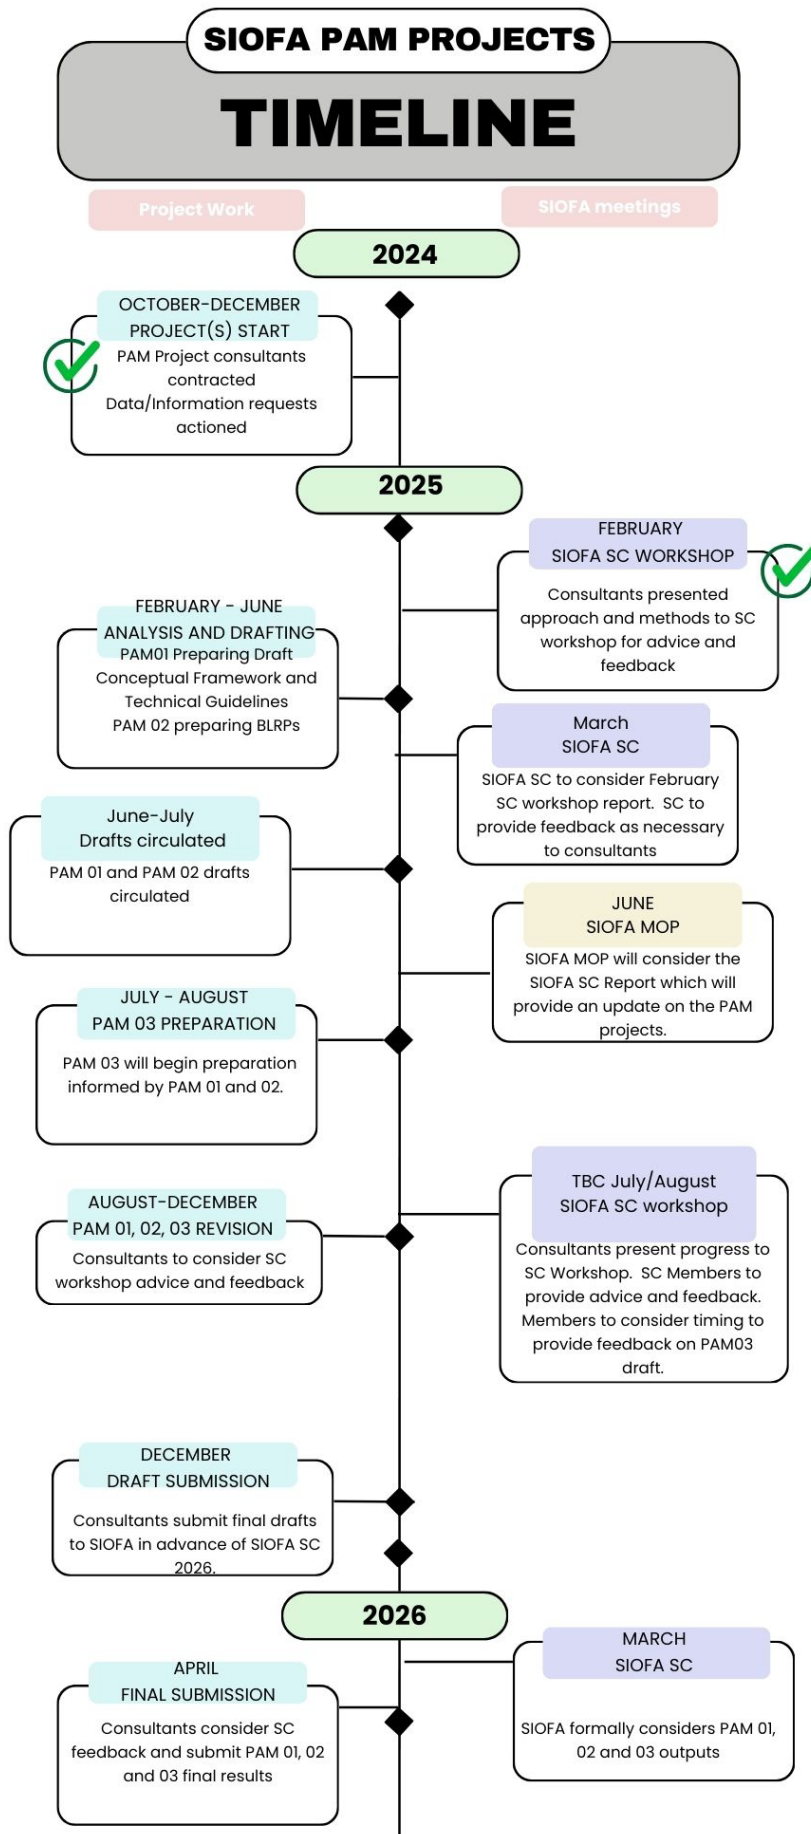 SIOFA PAM PROJECTS
TIMELINE
Project Work
SIOFA meetings
2024
OCTOBER-DECEMBER
PROJECT(S) START
PAM Project consultants
contracted
Data/Information requests
actioned
2025
FEBRUARY
SIOFA SC WORKSHOP
Consultants presented
approach and methods to SC
workshop for advice and
feedback
FEBRUARY - JUNE
ANALYSIS AND DRAFTING
PAM01 Preparing Draft
Conceptual Framework and
Technical Guidelines
PAM 02 preparing BLRPs
March
SIOFA SC
SIOFA SC to consider February
SC workshop report. SC to
provide feedback as necessary
to consultants
June-July
Drafts circulated
PAM 01 and PAM 02 drafts
circulated
JUNE
SIOFA MOP
SIOFA MOP will consider the
SIOFA SC Report which will
provide an update on the PAM
projects.
JULY - AUGUST
PAM 03 PREPARATION
PAM 03 will begin preparation
informed by PAM 01 and 02.
TBC July/August
SIOFA SC workshop
Consultants present progress to
SC Workshop. SC Members to
provide advice and feedback.
Members to consider timing to
provide feedback on PAM03
draft.
AUGUST-DECEMBER
PAM 01, 02, 03 REVISION
Consultants to consider SC
workshop advice and feedback
DECEMBER
DRAFT SUBMISSION
Consultants submit final drafts
to SIOFA in advance of SIOFA SC
2026.
2026
MARCH
SIOFA SC
SIOFA formally considers PAM 01,
02 and 03 outputs
APRIL
FINAL SUBMISSION
Consultants consider SC
feedback and submit PAM 01, 02
and 03 final results